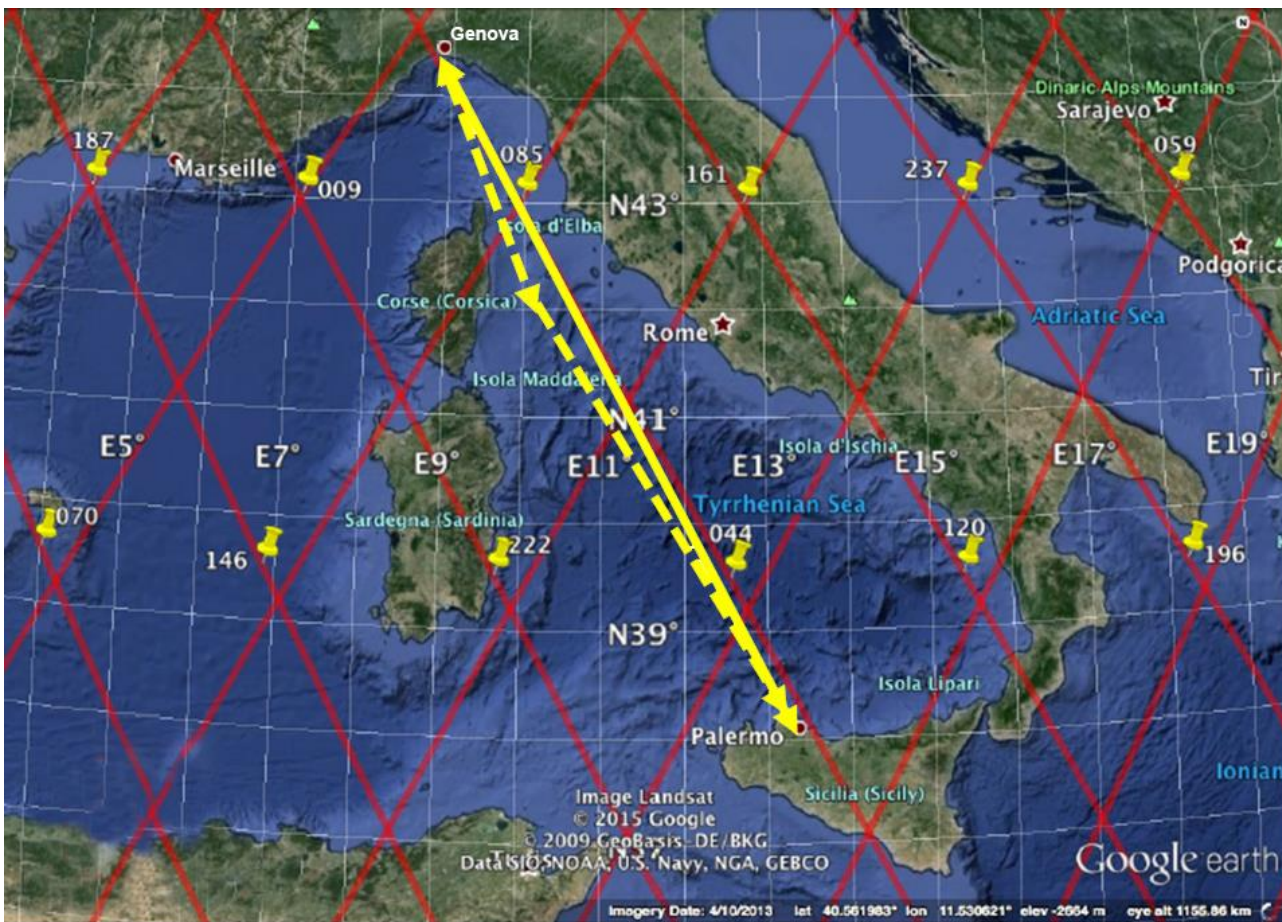 Genova
N
Dinaric Alps Mountains
Sarajevo
187
Marseille
009
085
161
237
059
N43°
Isola d'Elba
Podgorica
Corse (Corsica)
Rome
Adriatic Sea
Isola Maddalena
N41°
Tir
E5°
E7°
E9°
E11°
E13°
Isola d'Ischia
E15°
E17°
E19°
Tyrrhenian Sea
070
Sardegna (Sardinia)
146
222
044
120
196
N39°
Isola Lipari
Palermo
Sicilia (Sicily)
Ionian
Image Landsat
© 2015 Google
© 2009 GeoBasis-DE/BKG
Data SIO, NOAA, U.S. Navy, NGA, GEBCO
Google earth
Imagery Date: 4/10/2013 lat 40.561983° lon 11.530621° elev -2664 m eye alt 1155.86 km